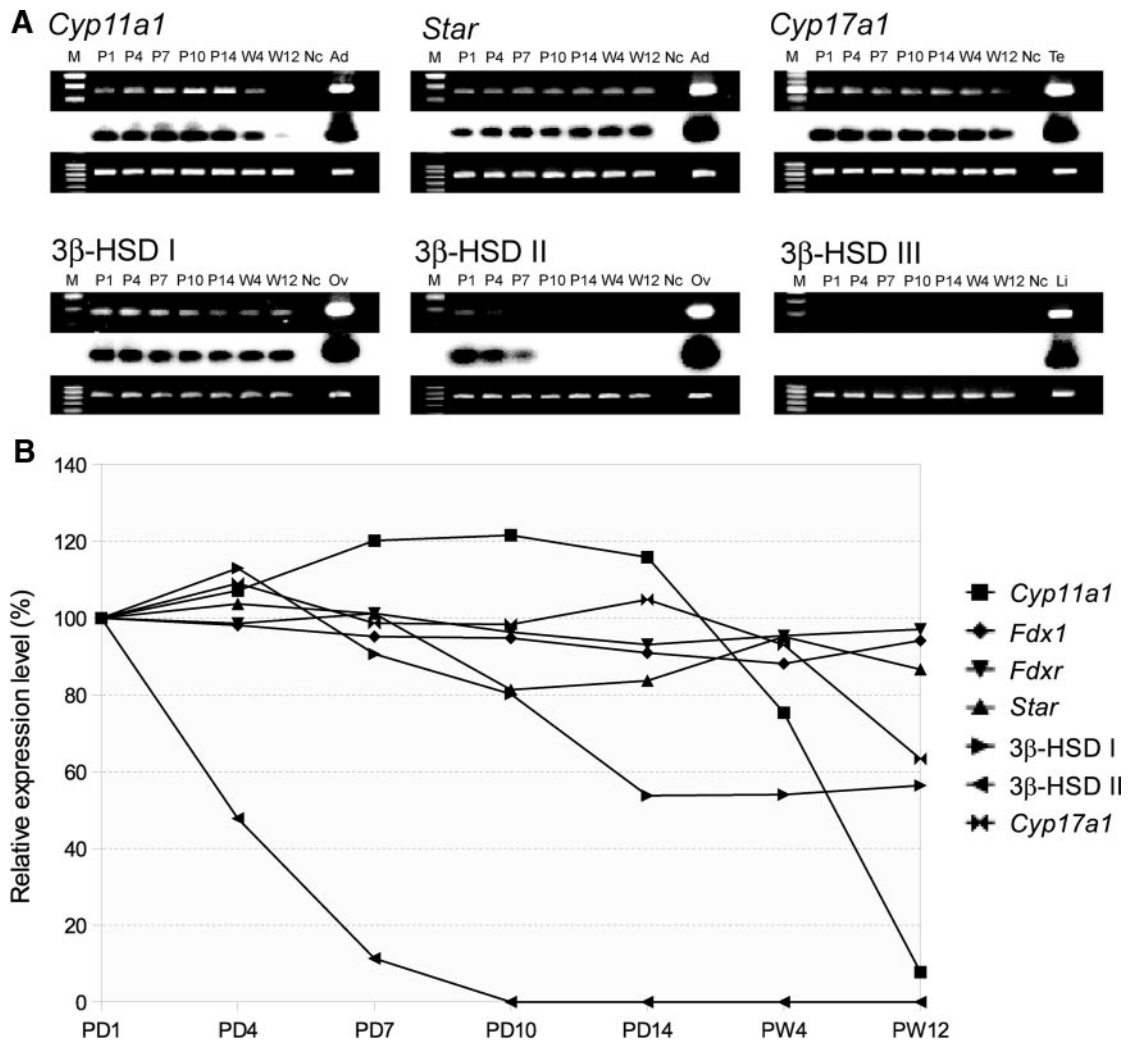 A
Cyp11a1
Star
Cyp17a1
M P1 P4 P7 P10 P14 W4 W12 Nc Ad
M P1 P4 P7 P10 P14 W4 W12 Nc Ad
M P1 P4 P7 P10 P14 W4 W12 Nc Te
3β-HSD I
3β-HSD II
3β-HSD III
M P1 P4 P7 P10 P14 W4 W12 Nc Ov
M P1 P4 P7 P10 P14 W4 W12 Nc Ov
M P1 P4 P7 P10 P14 W4 W12 Nc Li
B
Relative expression level (%)
140
120
100
80
60
40
20
0
PD1 PD4 PD7 PD10 PD14 PW4 PW12
Cyp11a1
Fdx1
Fdxr
Star
3β-HSD I
3β-HSD II
Cyp17a1